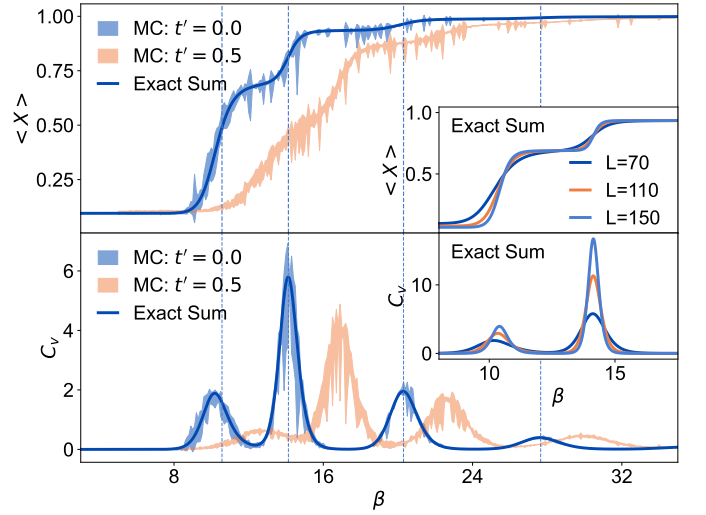 1.00
0.75
0.50
0.25
< X >
MC: t′ = 0.0
MC: t′ = 0.5
Exact Sum
1.0
0.5
< X >
Exact Sum
L=70
L=110
L=150
6
4
2
0
C_v
MC: t′ = 0.0
MC: t′ = 0.5
Exact Sum
10
0
C_v
Exact Sum
10 15
β
8 16 24 32
β